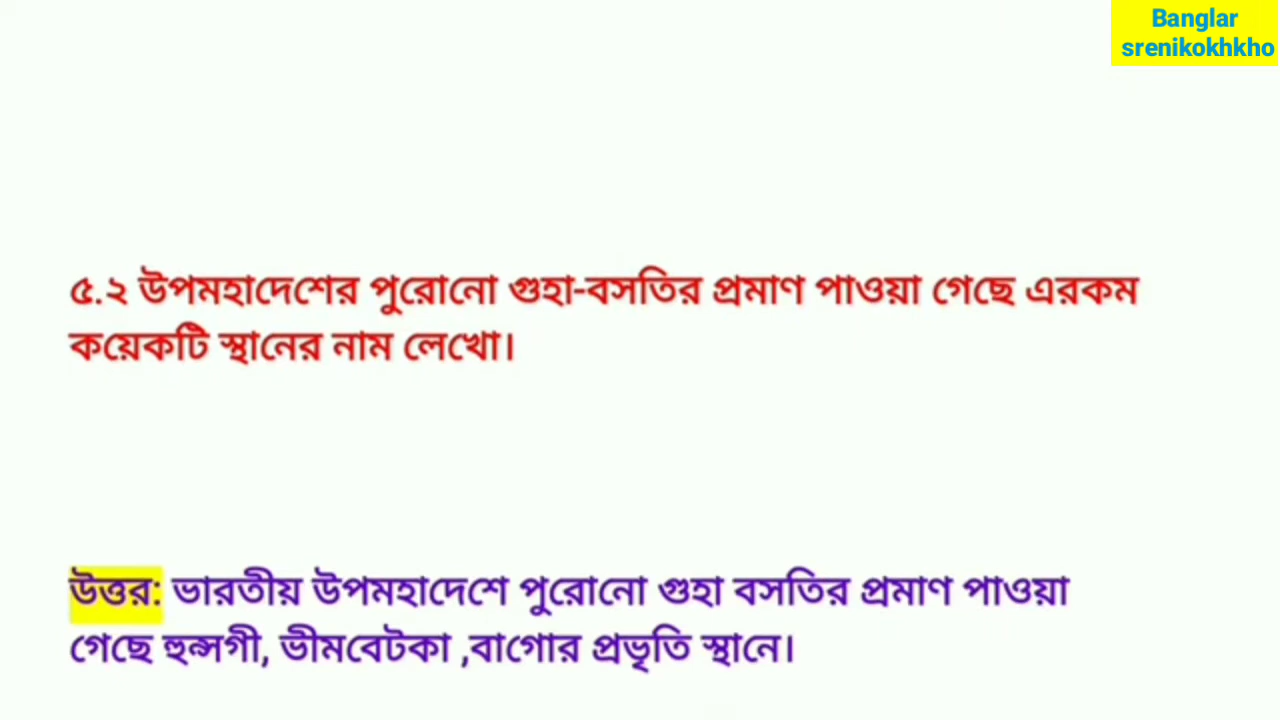 Banglar
srenikokhkho
৫.২ উপমহাদেশের পুরোনো গুহা-বসতির প্রমাণ পাওয়া গেছে এরকম
কয়েকটি স্থানের নাম লেখো।
উত্তর: ভারতীয় উপমহাদেশে পুরোনো গুহা বসতির প্রমাণ পাওয়া
গেছে হুন্সগী, ভীমবেটকা ,বাগোর প্রভৃতি স্থানে।